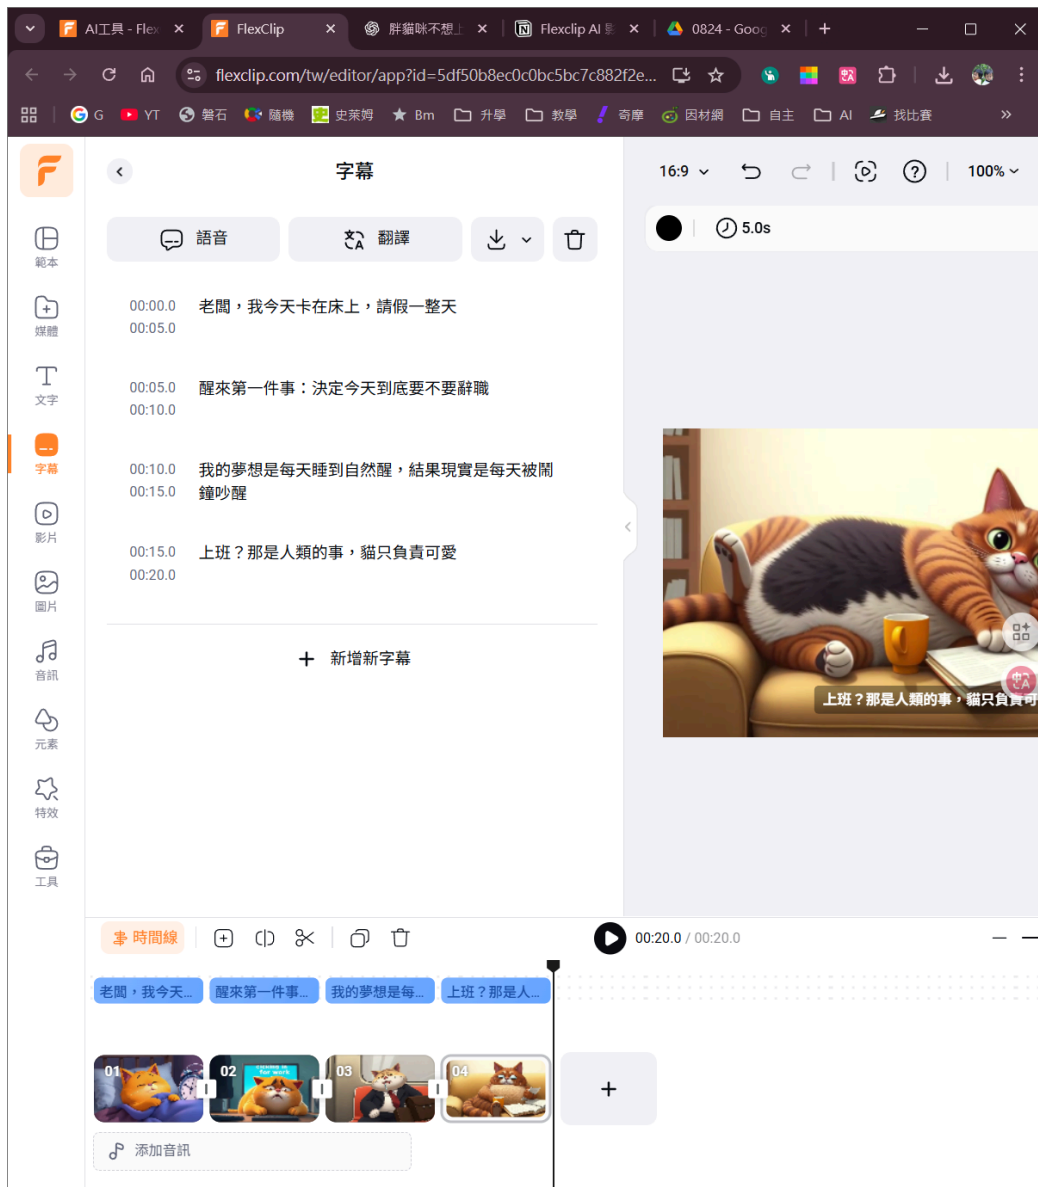 AI工具 - Flex
FlexClip
胖貓咪不想上
Flexclip AI 影
0824 - Goog
flexclip.com/tw/editor/app?id=5df50b8ec0c0bc5bc7c882f2e...
G
YT
磐石
隨機
史萊姆
Bm
升學
教學
奇摩
因材網
自主
AI
找比賽
字幕
16:9
100%
語音
翻譯
5.0s
範本
媒體
文字
字幕
影片
圖片
音訊
元素
特效
工具
00:00.0
00:05.0
老闆，我今天卡在床上，請假一整天
00:05.0
00:10.0
醒來第一件事：決定今天到底要不要辭職
00:10.0
00:15.0
我的夢想是每天睡到自然醒，結果現實是每天被鬧
鐘吵醒
00:15.0
00:20.0
上班？那是人類的事，貓只負責可愛
新增新字幕
上班？那是人類的事，貓只負責可
時間線
00:20.0 / 00:20.0
老闆，我今天...
醒來第一件事...
我的夢想是每...
上班？那是人...
01
02
for work
03
04
添加音訊